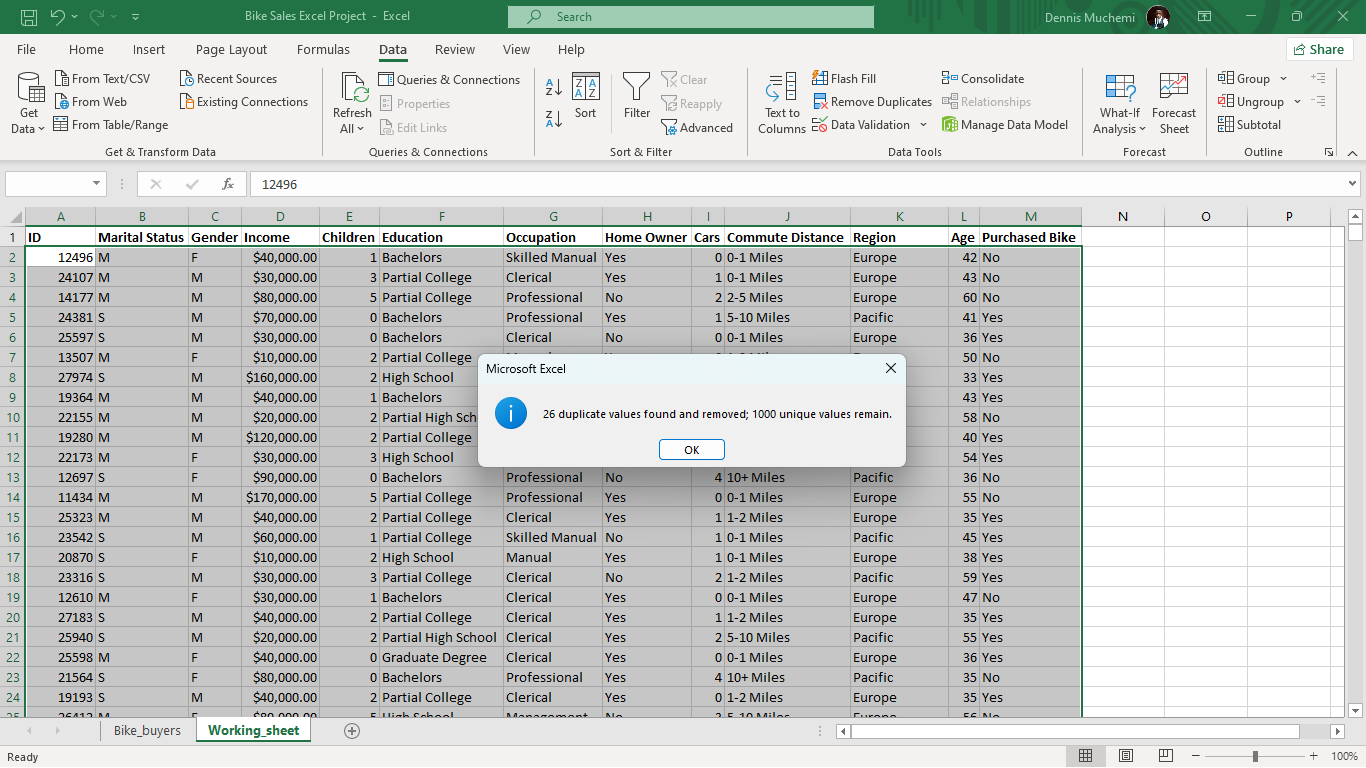 Bike Sales Excel Project - Excel
Search
Dennis Muchemi
File Home Insert Page Layout Formulas Data Review View Help
Share
Get Data
From Text/CSV
From Web
From Table/Range
Recent Sources
Existing Connections
Get & Transform Data
Refresh All
Queries & Connections
Properties
Edit Links
Queries & Connections
Sort
Filter
Clear
Reapply
Advanced
Sort & Filter
Text to Columns
Flash Fill
Remove Duplicates
Data Validation
Consolidate
Relationships
Manage Data Model
Data Tools
What-If Analysis
Forecast Sheet
Forecast
Group
Ungroup
Subtotal
Outline
fx 12496
A B C D E F G H I J K L M N O P
1 ID Marital Status Gender Income Children Education Occupation Home Owner Cars Commute Distance Region Age Purchased Bike
2 12496 M F $40,000.00 1 Bachelors Skilled Manual Yes 0 0-1 Miles Europe 42 No
3 24107 M M $30,000.00 3 Partial College Clerical Yes 1 0-1 Miles Europe 43 No
4 14177 M M $80,000.00 5 Partial College Professional No 2 2-5 Miles Europe 60 No
5 24381 S M $70,000.00 0 Bachelors Professional Yes 1 5-10 Miles Pacific 41 Yes
6 25597 S M $30,000.00 0 Bachelors Clerical No 0 0-1 Miles Europe 36 Yes
7 13507 M F $10,000.00 2 Partial College 50 No
8 27974 S M $160,000.00 2 High School 33 Yes
9 19364 M M $40,000.00 1 Bachelors 43 Yes
10 22155 M M $20,000.00 2 Partial High Sch 58 No
11 19280 M M $120,000.00 2 Partial College 40 Yes
12 22173 M F $30,000.00 3 High School 54 Yes
Microsoft Excel
26 duplicate values found and removed; 1000 unique values remain.
OK
13 12697 S F $90,000.00 0 Bachelors Professional No 4 10+ Miles Pacific 36 No
14 11434 M M $170,000.00 5 Partial College Professional Yes 0 0-1 Miles Europe 55 No
15 25323 M M $40,000.00 2 Partial College Clerical Yes 1 1-2 Miles Europe 35 Yes
16 23542 S M $60,000.00 1 Partial College Skilled Manual No 1 0-1 Miles Pacific 45 Yes
17 20870 S F $10,000.00 2 High School Manual Yes 1 0-1 Miles Europe 38 Yes
18 23316 S M $30,000.00 3 Partial College Clerical No 2 1-2 Miles Pacific 59 Yes
19 12610 M F $30,000.00 1 Bachelors Clerical Yes 0 0-1 Miles Europe 47 No
20 27183 S M $40,000.00 2 Partial College Clerical Yes 1 1-2 Miles Europe 35 Yes
21 25940 S M $20,000.00 2 Partial High School Clerical Yes 2 5-10 Miles Pacific 55 Yes
22 25598 M F $40,000.00 0 Graduate Degree Clerical Yes 0 0-1 Miles Europe 36 Yes
23 21564 S F $80,000.00 0 Bachelors Professional Yes 4 10+ Miles Pacific 35 No
24 19193 S M $40,000.00 2 Partial College Clerical Yes 0 1-2 Miles Europe 35 Yes
Bike_buyers Working_sheet
Ready
100%